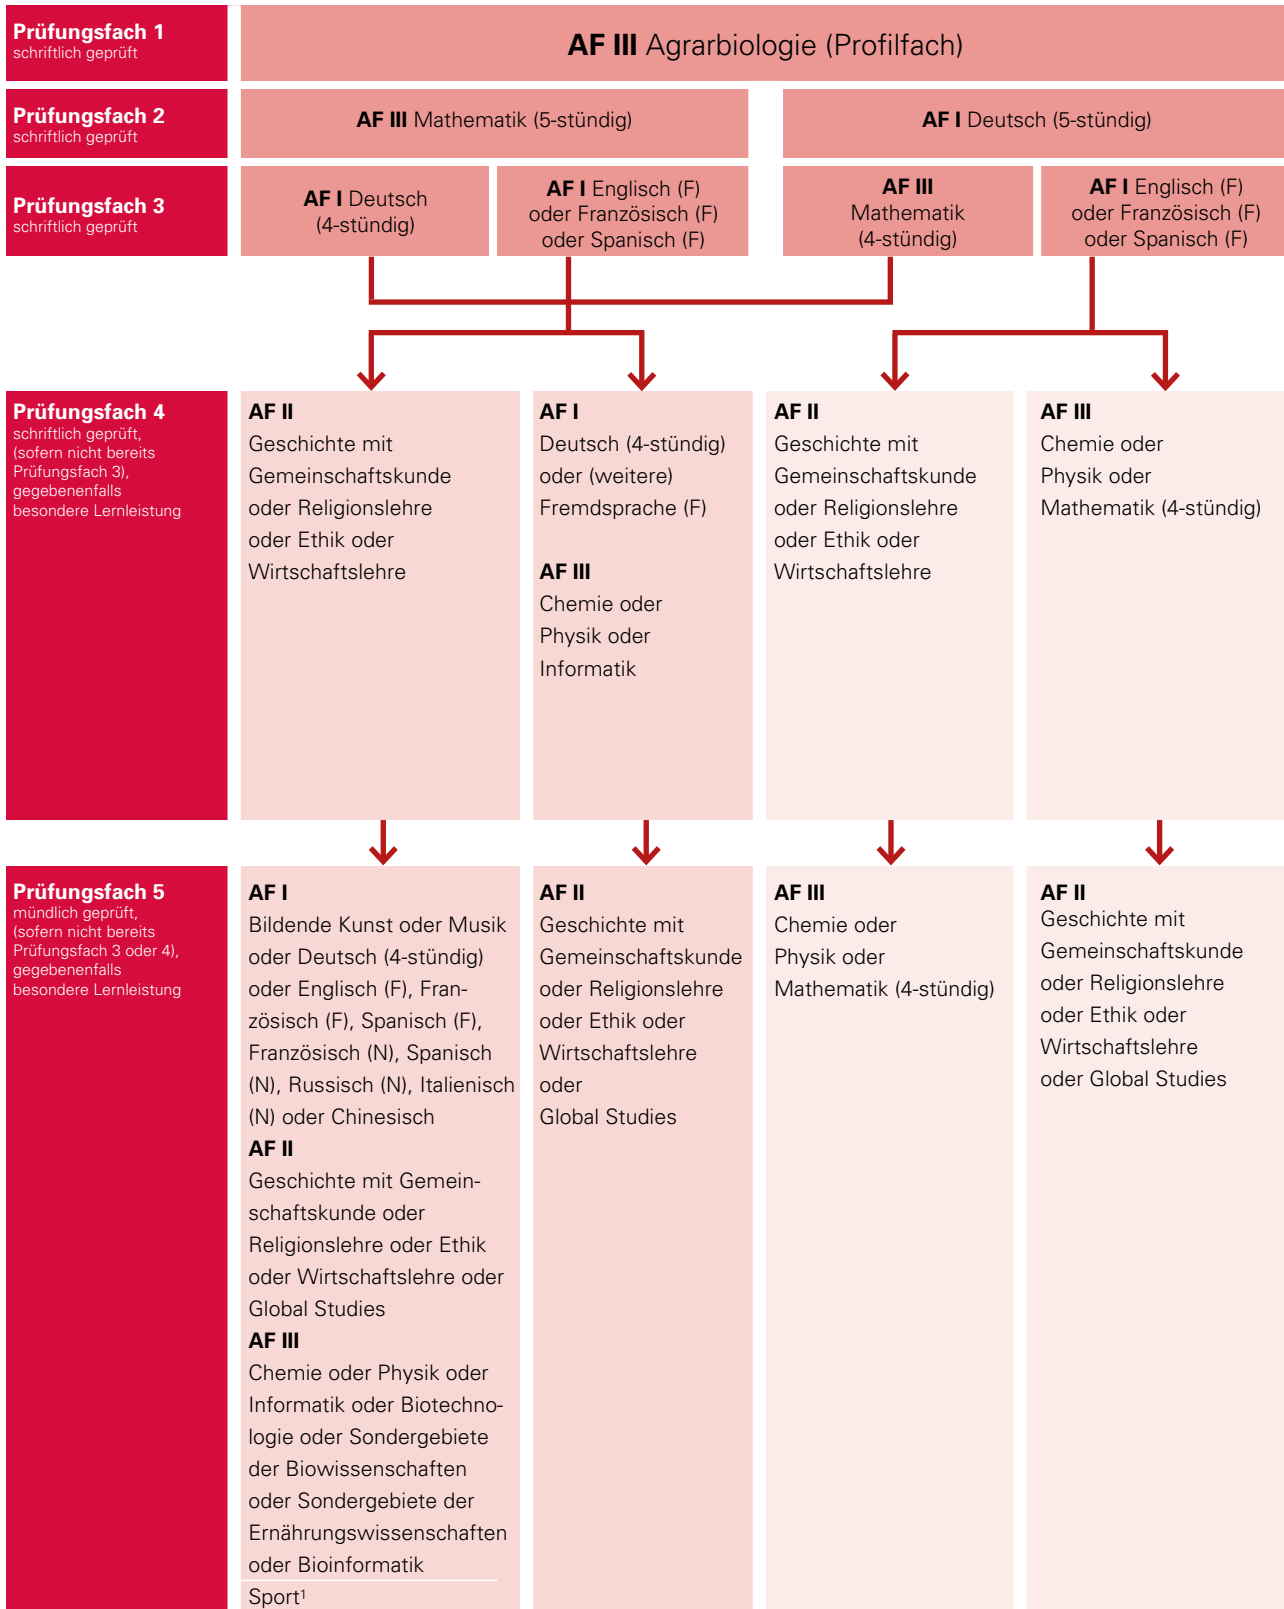 Prüfungsfach 1
schriftlich geprüft
AF III Agrarbiologie (Profilfach)
Prüfungsfach 2
schriftlich geprüft
AF III Mathematik (5-stündig)
AF I Deutsch (5-stündig)
Prüfungsfach 3
schriftlich geprüft
AF I Deutsch
(4-stündig)
AF I Englisch (F)
oder Französisch (F)
oder Spanisch (F)
AF III
Mathematik
(4-stündig)
AF I Englisch (F)
oder Französisch (F)
oder Spanisch (F)
Prüfungsfach 4
schriftlich geprüft,
(sofern nicht bereits
Prüfungsfach 3),
gegebenenfalls
besondere Lernleistung
AF II
Geschichte mit
Gemeinschaftskunde
oder Religionslehre
oder Ethik oder
Wirtschaftslehre
AF I
Deutsch (4-stündig)
oder (weitere)
Fremdsprache (F)
AF III
Chemie oder
Physik oder
Informatik
AF II
Geschichte mit
Gemeinschaftskunde
oder Religionslehre
oder Ethik oder
Wirtschaftslehre
AF III
Chemie oder
Physik oder
Mathematik (4-stündig)
Prüfungsfach 5
mündlich geprüft,
(sofern nicht bereits
Prüfungsfach 3 oder 4),
gegebenenfalls
besondere Lernleistung
AF I
Bildende Kunst oder Musik
oder Deutsch (4-stündig)
oder Englisch (F), Fran-
zösisch (F), Spanisch (F),
Französisch (N), Spanisch
(N), Russisch (N), Italienisch
(N) oder Chinesisch
AF II
Geschichte mit Gemein-
schaftskunde oder
Religionslehre oder Ethik
oder Wirtschaftslehre oder
Global Studies
AF III
Chemie oder Physik oder
Informatik oder Biotechno-
logie oder Sondergebiete
der Biowissenschaften
oder Sondergebiete der
Ernährungswissenschaften
oder Bioinformatik
Sport¹
AF II
Geschichte mit
Gemeinschaftskunde
oder Religionslehre
oder Ethik oder
Wirtschaftslehre
oder
Global Studies
AF III
Chemie oder
Physik oder
Mathematik (4-stündig)
AF II
Geschichte mit
Gemeinschaftskunde
oder Religionslehre
oder Ethik oder
Wirtschaftslehre
oder Global Studies